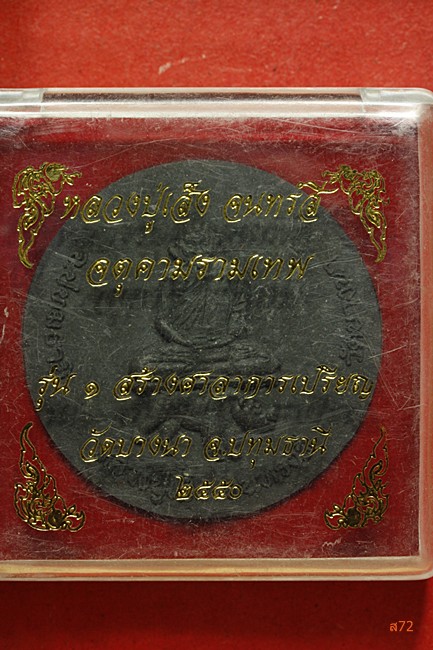 หลวงปู่เส็ง จนฺทรํสี
จตุคามรามเทพ
รุ่น ๑ สร้างศาลาการเปรียญ
วัดบางนา จ.ปทุมธานี
๒๕๕๐
ส72